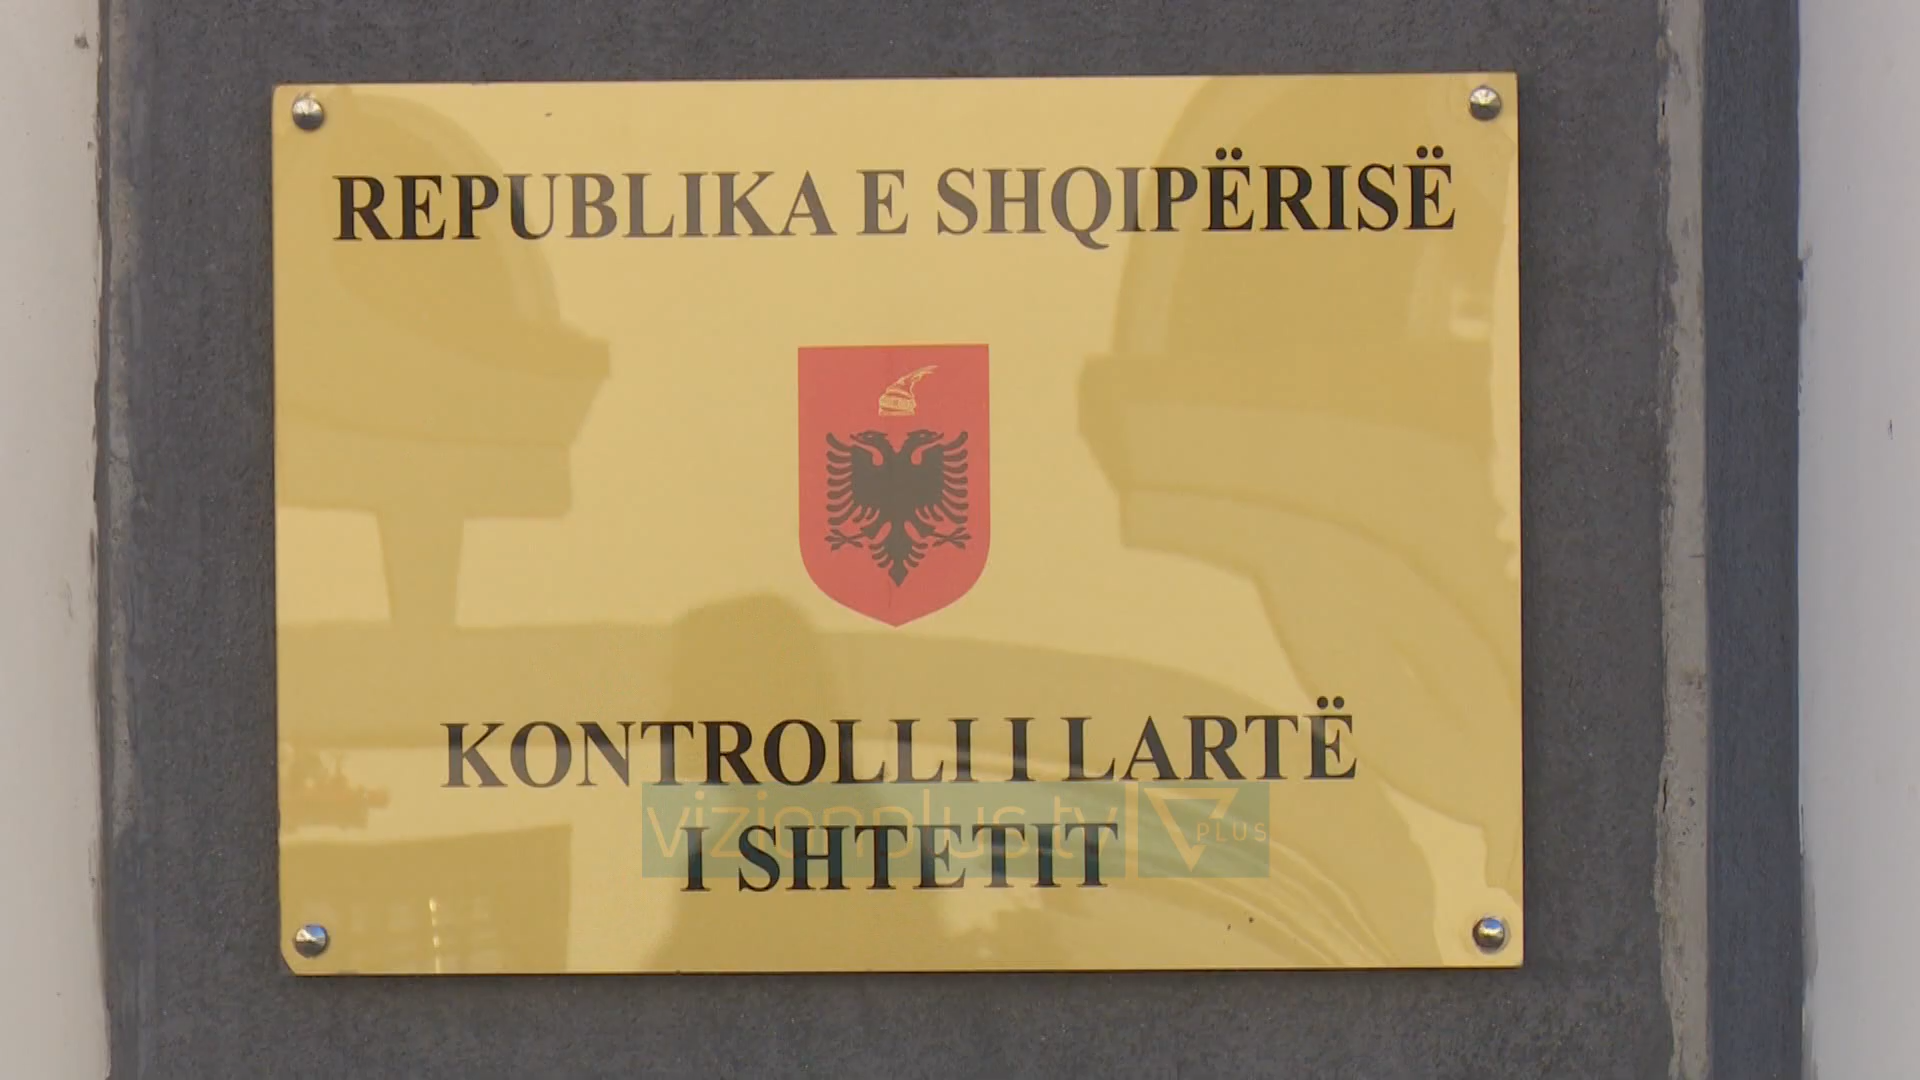 REPUBLIKA E SHQIPËRISË
KONTROLLI I LARTË
I SHTETIT
vizionplus.tv PLUS